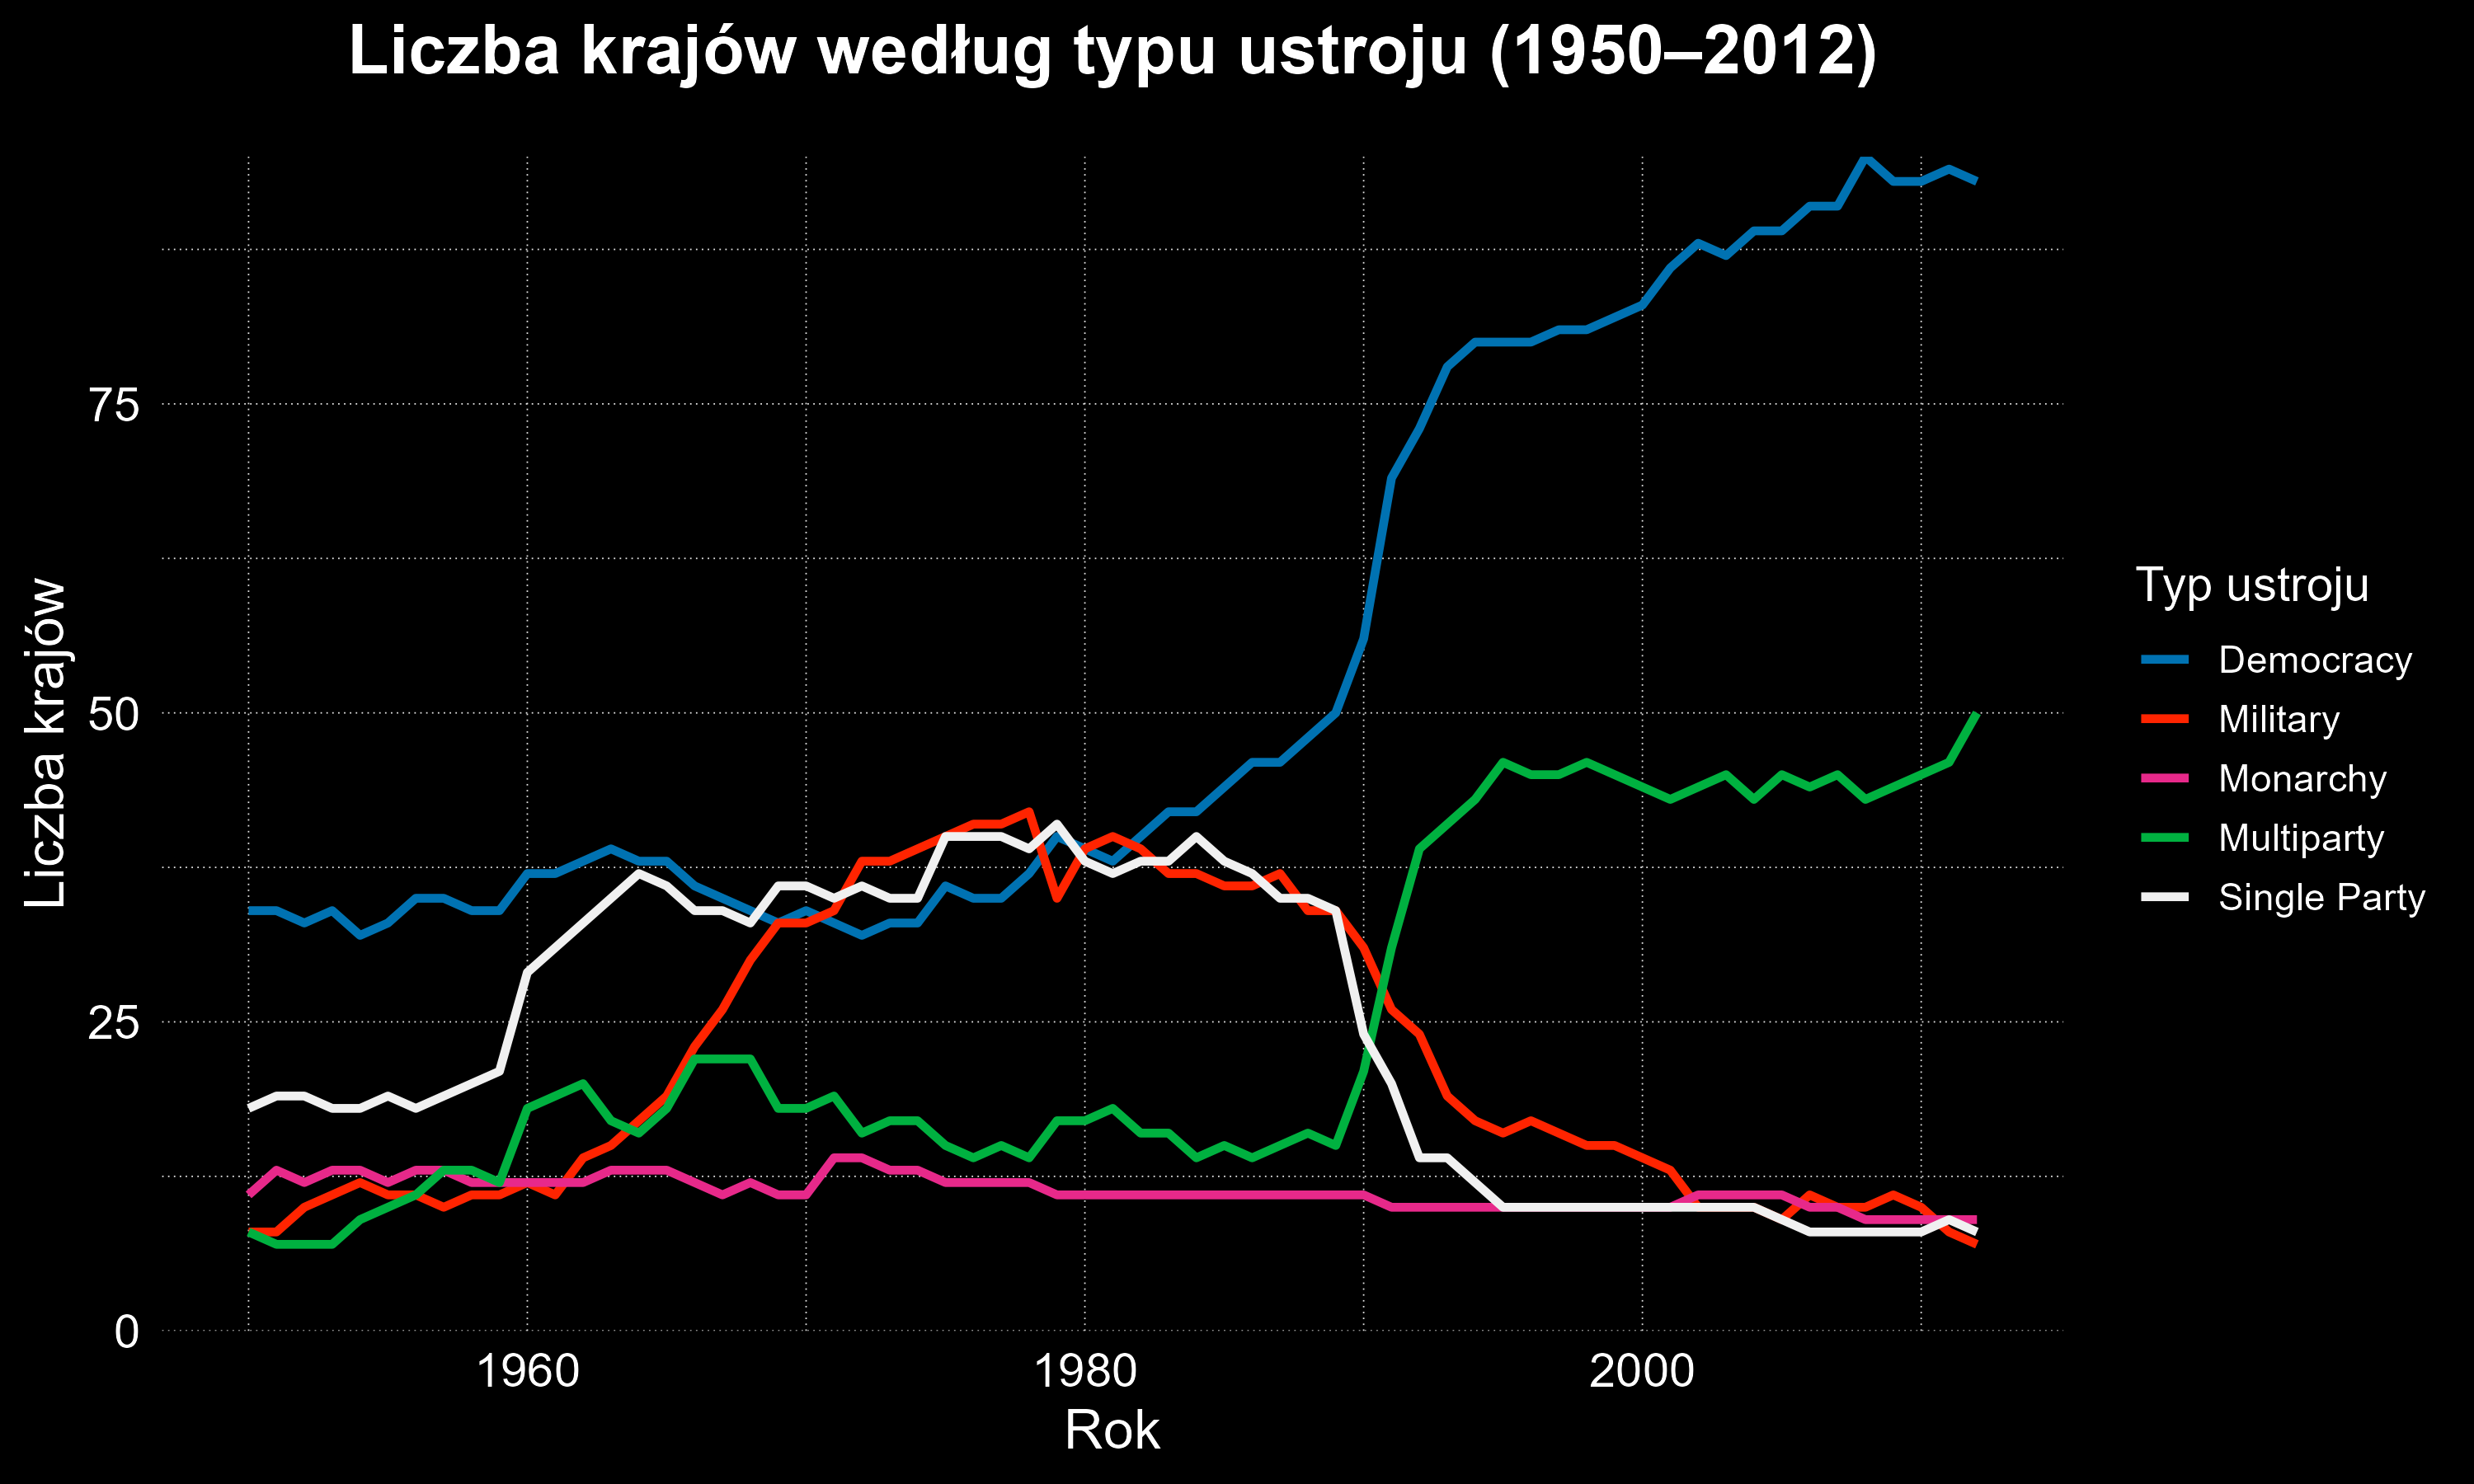 Liczba krajów według typu ustroju (1950–2012)
Liczba krajów
75
50
25
0
1960
1980
2000
Rok
Typ ustroju
Democracy
Military
Monarchy
Multiparty
Single Party